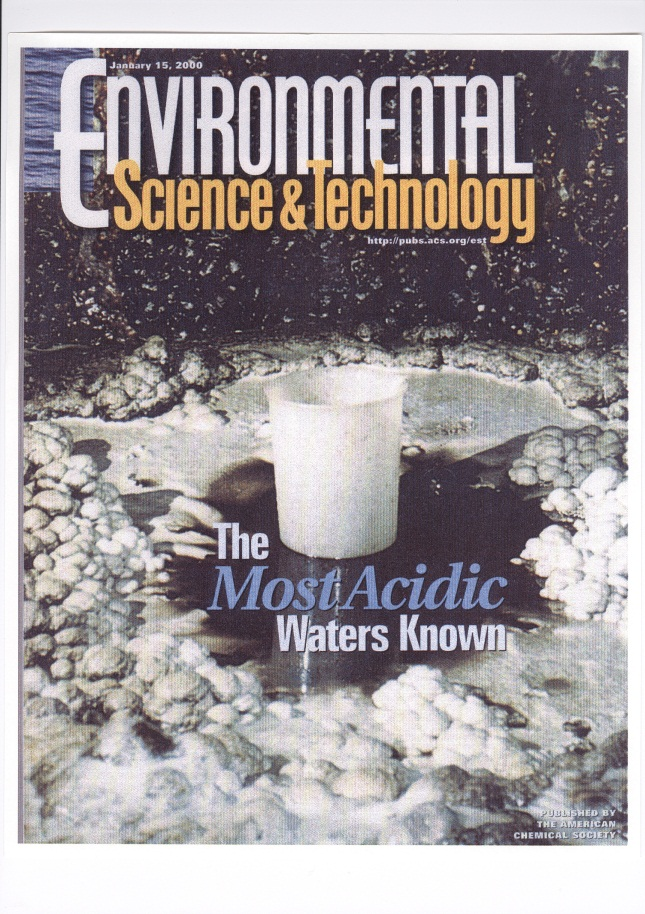 January 15, 2000
ENVIRONMENTAL
Science & Technology
http://pubs.acs.org/est
The
Most Acidic
Waters Known
PUBLISHED BY
THE AMERICAN
CHEMICAL SOCIETY